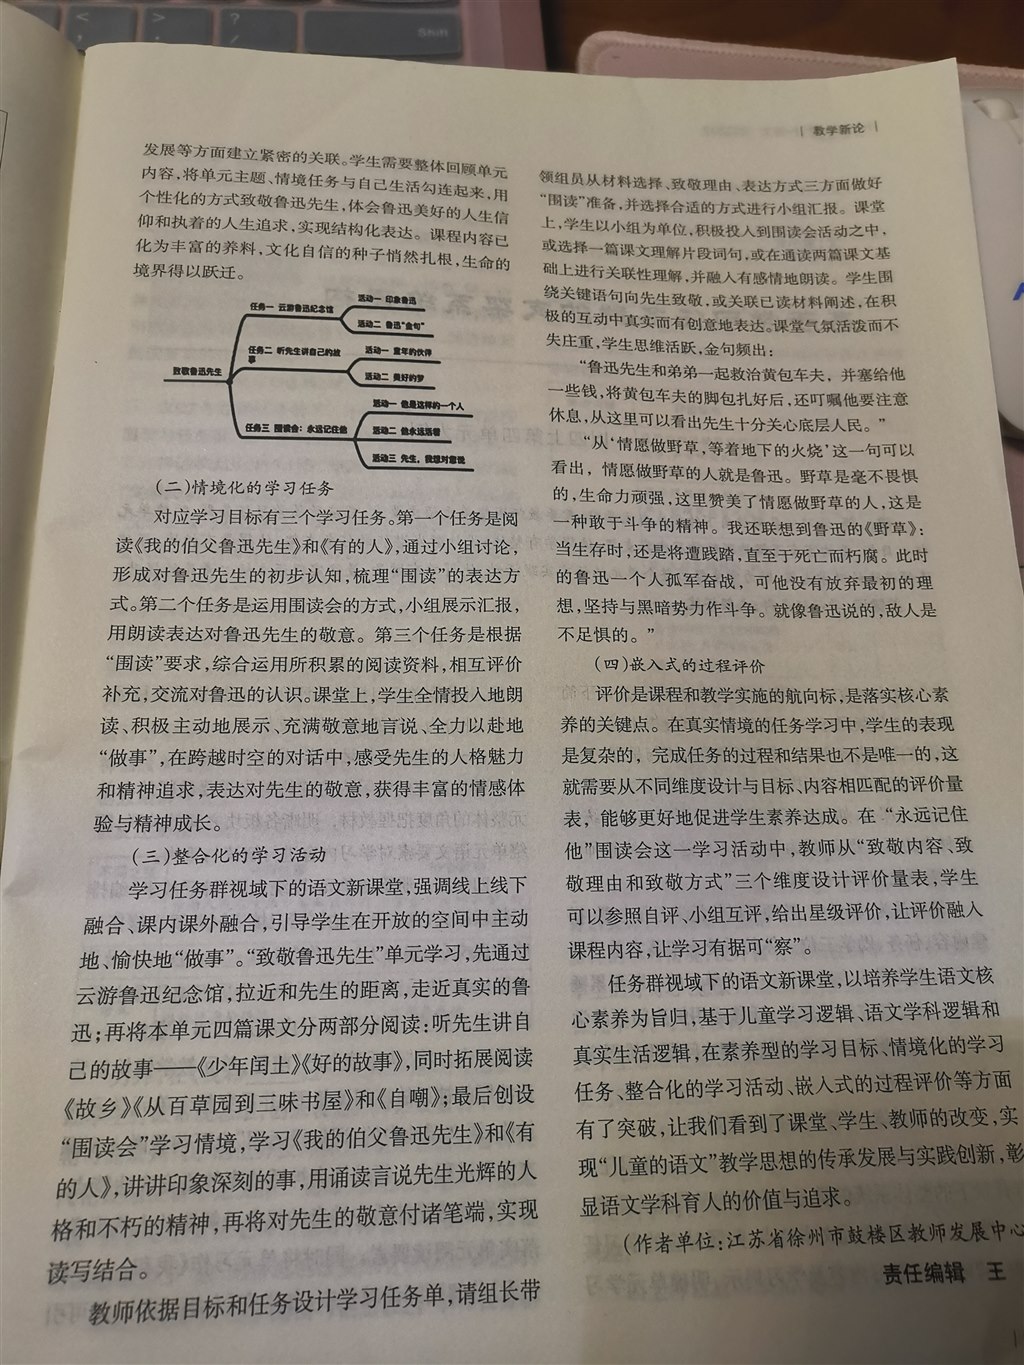 Shift
教学新论
发展等方面建立紧密的关联。学生需要整体回顾单元
内容,将单元主题、情境任务与自己生活勾连起来,用
个性化的方式致敬鲁迅先生,体会鲁迅美好的人生信
仰和执着的人生追求,实现结构化表达。课程内容已
化为丰富的养料,文化自信的种子悄然扎根,生命的
境界得以跃迁。
致敬鲁迅先生
任务一 云游鲁迅纪念馆
活动一 印象鲁迅
活动二 鲁迅“金句”
任务二 听先生讲自己的故
事
活动一 童年的伙伴
活动二 美好的梦
任务三 围读会：永远记住他
活动一 他是这样的一个人
活动二 他永远活着
活动三 先生，我想对您说
(二)情境化的学习任务
对应学习目标有三个学习任务。第一个任务是阅
读《我的伯父鲁迅先生》和《有的人》,通过小组讨论,
形成对鲁迅先生的初步认知,梳理“围读”的表达方
式。第二个任务是运用围读会的方式,小组展示汇报,
用朗读表达对鲁迅先生的敬意。第三个任务是根据
“围读”要求,综合运用所积累的阅读资料,相互评价
补充,交流对鲁迅的认识。课堂上,学生全情投入地朗
读、积极主动地展示、充满敬意地言说、全力以赴地
“做事”,在跨越时空的对话中,感受先生的人格魅力
和精神追求,表达对先生的敬意,获得丰富的情感体
验与精神成长。
(三)整合化的学习活动
学习任务群视域下的语文新课堂,强调线上线下
融合、课内课外融合,引导学生在开放的空间中主动
地、愉快地“做事”。“致敬鲁迅先生”单元学习,先通过
云游鲁迅纪念馆,拉近和先生的距离,走近真实的鲁
迅;再将本单元四篇课文分两部分阅读:听先生讲自
己的故事——《少年闰土》《好的故事》,同时拓展阅读
《故乡》《从百草园到三味书屋》和《自嘲》;最后创设
“围读会”学习情境,学习《我的伯父鲁迅先生》和《有
的人》,讲讲印象深刻的事,用诵读言说先生光辉的人
格和不朽的精神,再将对先生的敬意付诸笔端,实现
读写结合。
教师依据目标和任务设计学习任务单,请组长带
领组员从材料选择、致敬理由、表达方式三方面做好
“围读”准备,并选择合适的方式进行小组汇报。课堂
上,学生以小组为单位,积极投入到围读会活动之中,
或选择一篇课文理解片段词句,或在通读两篇课文基
础上进行关联性理解,并融入有感情地朗读。学生围
绕关键语句向先生致敬,或关联已读材料阐述,在积
极的互动中真实而有创意地表达。课堂气氛活泼而不
失庄重,学生思维活跃,金句频出:
“鲁迅先生和弟弟一起救治黄包车夫，并塞给他
一些钱,将黄包车夫的脚包扎好后,还叮嘱他要注意
休息,从这里可以看出先生十分关心底层人民。”
“从‘情愿做野草,等着地下的火烧’这一句可以
看出，情愿做野草的人就是鲁迅。野草是毫不畏惧
的,生命力顽强,这里赞美了情愿做野草的人,这是
一种敢于斗争的精神。我还联想到鲁迅的《野草》:
当生存时,还是将遭践踏,直至于死亡而朽腐。此时
的鲁迅一个人孤军奋战，可他没有放弃最初的理
想,坚持与黑暗势力作斗争。就像鲁迅说的,敌人是
不足惧的。”
(四)嵌入式的过程评价
评价是课程和教学实施的航向标,是落实核心素
养的关键点。在真实情境的任务学习中,学生的表现
是复杂的，完成任务的过程和结果也不是唯一的,这
就需要从不同维度设计与目标、内容相匹配的评价量
表，能够更好地促进学生素养达成。在“永远记住
他”围读会这一学习活动中,教师从“致敬内容、致
敬理由和致敬方式”三个维度设计评价量表,学生
可以参照自评、小组互评,给出星级评价,让评价融入
课程内容,让学习有据可“察”。
任务群视域下的语文新课堂,以培养学生语文核
心素养为旨归,基于儿童学习逻辑、语文学科逻辑和
真实生活逻辑,在素养型的学习目标、情境化的学习
任务、整合化的学习活动、嵌入式的过程评价等方面
有了突破,让我们看到了课堂、学生、教师的改变,实
现“儿童的语文”教学思想的传承发展与实践创新,彰
显语文学科育人的价值与追求。
(作者单位:江苏省徐州市鼓楼区教师发展中心
责任编辑 王